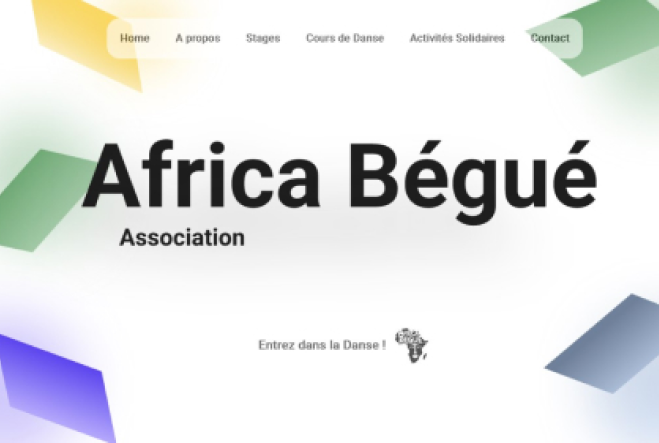 Home A propos Stages Cours de Danse Activités Solidaires Contact
Africa Bégué
Association
Entrez dans la Danse !